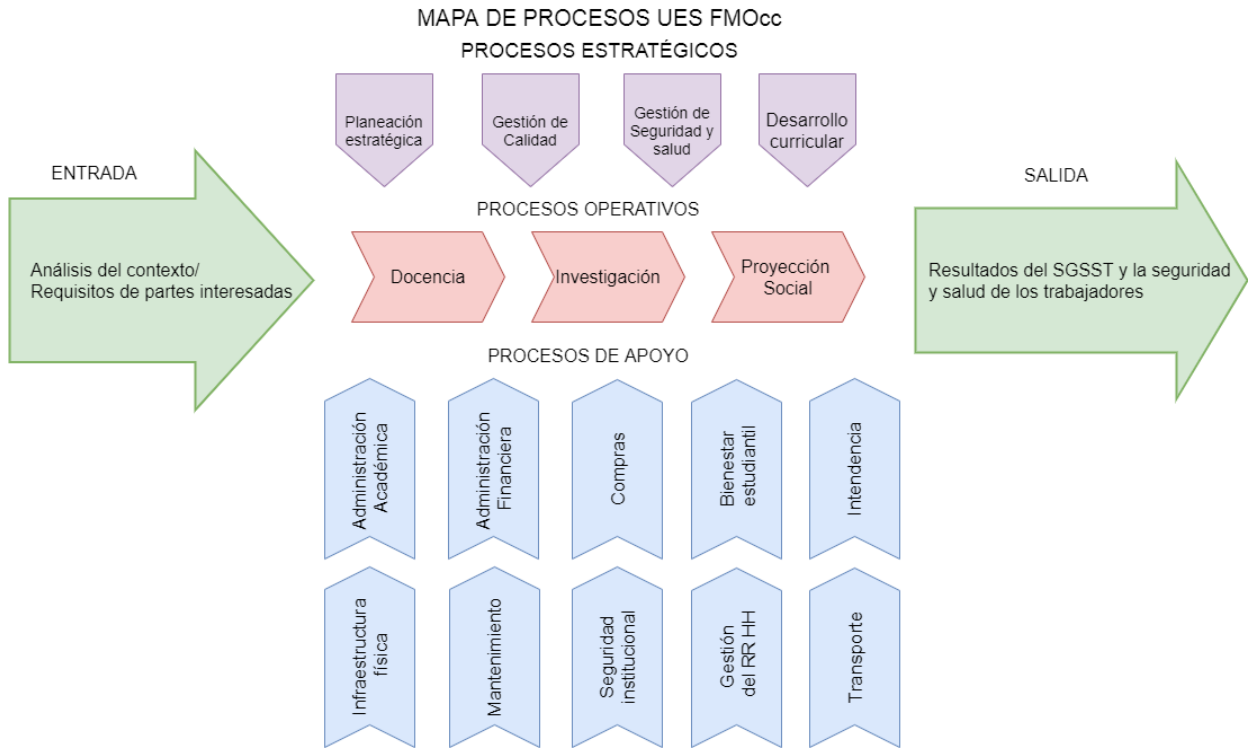 MAPA DE PROCESOS UES FMOcc
PROCESOS ESTRATÉGICOS
Planeación
estratégica
Gestión de
Calidad
Gestión de
Seguridad y
salud
Desarrollo
curricular
ENTRADA
Análisis del contexto/
Requisitos de partes interesadas
PROCESOS OPERATIVOS
Docencia
Investigación
Proyección
Social
SALIDA
Resultados del SGSST y la seguridad
y salud de los trabajadores
PROCESOS DE APOYO
Administración
Académica
Administración
Financiera
Compras
Bienestar
estudiantil
Intendencia
Infraestructura
física
Mantenimiento
Seguridad
institucional
Gestión
del RR HH
Transporte